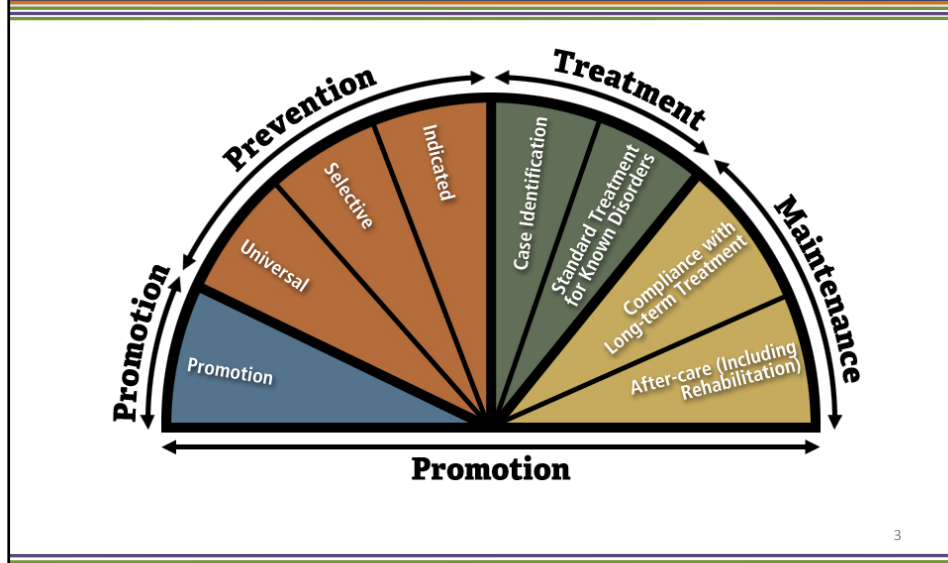 Promotion
Prevention
Treatment
Maintenance
Promotion
Universal
Selective
Indicated
Case Identification
Standard Treatment
for Known Disorders
Compliance with
Long-term Treatment
After-care (Including
Rehabilitation)
Promotion
3